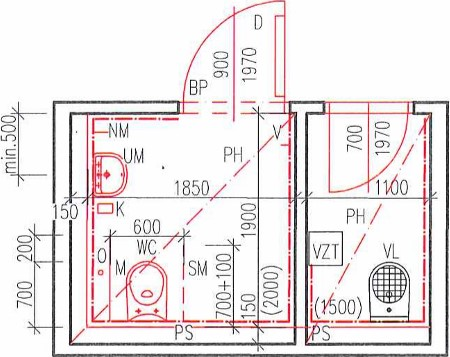 D
BP
900
1970
min.500
NM
UM
V
PH
700
1970
150
1850
1100
K
600
1900
PH
200
O
WC
M
SM
VZT
VL
700
700+100
150
(2000)
(1500)
PS
PS